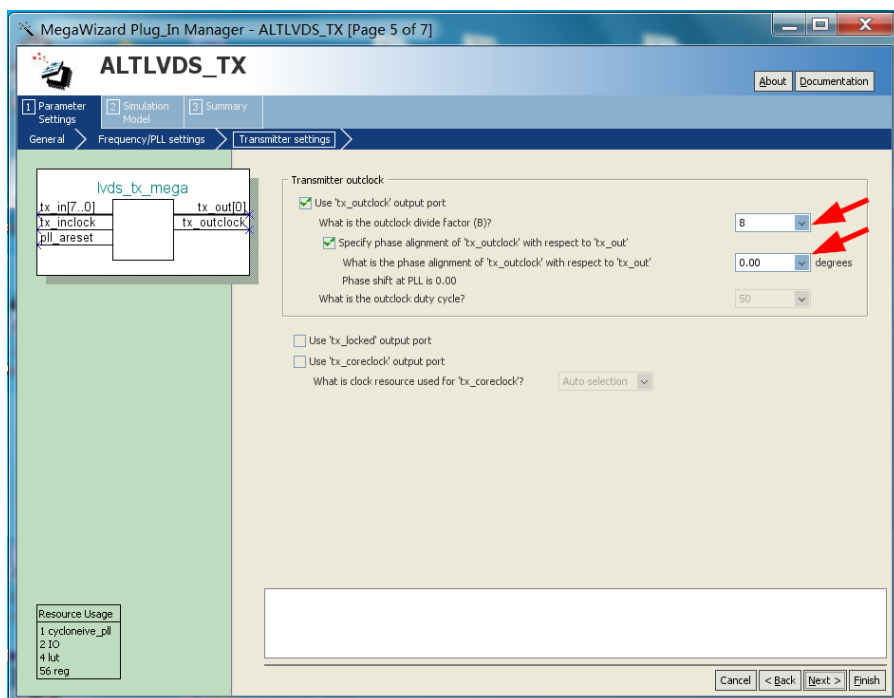 MegaWizard Plug_In Manager - ALTLVDS_TX [Page 5 of 7]
ALTLVDS_TX
About
Documentation
1 Parameter Settings
2 Simulation Model
3 Summary
General
Frequency/PLL settings
Transmitter settings
lvds_tx_mega
tx_in[7..0]
tx_out[0]
tx_inclock
tx_outclock
pll_areset
Transmitter outclock
Use 'tx_outclock' output port
What is the outclock divide factor (B)?
8
Specify phase alignment of 'tx_outclock' with respect to 'tx_out'
What is the phase alignment of 'tx_outclock' with respect to 'tx_out'
0.00
degrees
Phase shift at PLL is 0.00
What is the outclock duty cycle?
50
Use 'tx_locked' output port
Use 'tx_coreclock' output port
What is clock resource used for 'tx_coreclock'?
Auto selection
Resource Usage
1 cycloneive_pll
2 IO
4 lut
56 reg
Cancel
< Back
Next >
Finish